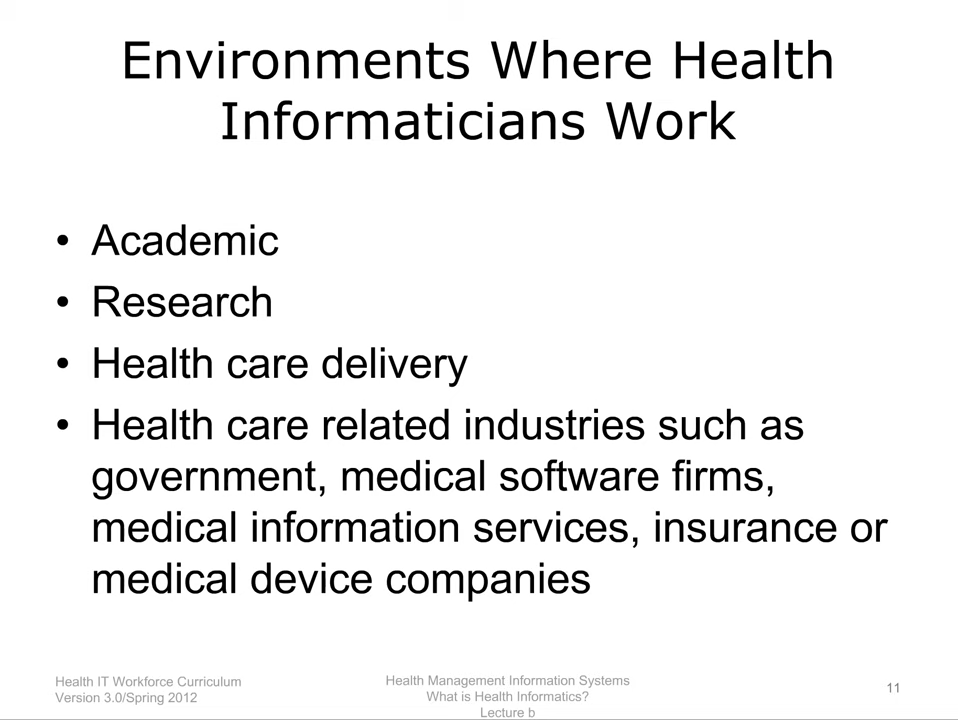 Environments Where Health
Informaticians Work
• Academic
• Research
• Health care delivery
• Health care related industries such as
government, medical software firms,
medical information services, insurance or
medical device companies
Health IT Workforce Curriculum
Version 3.0/Spring 2012
Health Management Information Systems
What is Health Informatics?
Lecture b
11